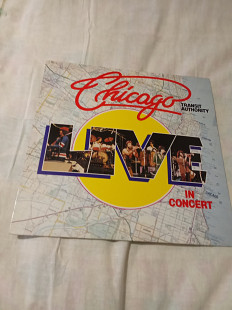 Chicago
TRANSIT
AUTHORITY
LIVE
IN
CONCERT